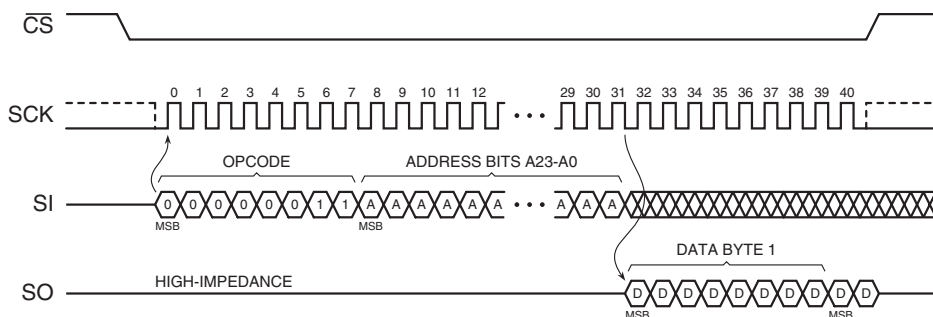 CS
SCK
0 1 2 3 4 5 6 7 8 9 10 11 12 29 30 31 32 33 34 35 36 37 38 39 40
OPCODE
ADDRESS BITS A23-A0
SI
0 0 0 0 0 0 1 1 A A A A A A • • • A A A
MSB MSB
DATA BYTE 1
SO
HIGH-IMPEDANCE
D D D D D D D D D D
MSB MSB